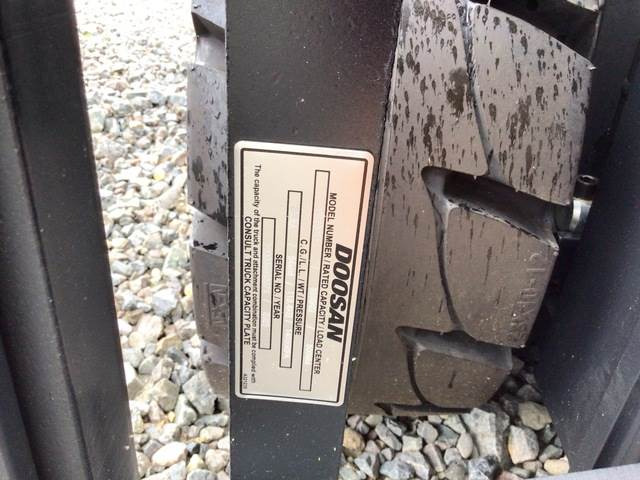 DOOSAN
MODEL NUMBER / RATED CAPACITY / LOAD CENTER
C. G. / L. L. / WT / PRESSURE
SERIAL NO. / YEAR
The capacity of the truck and attachment combination must be complied with
CONSULT TRUCK CAPACITY PLATE